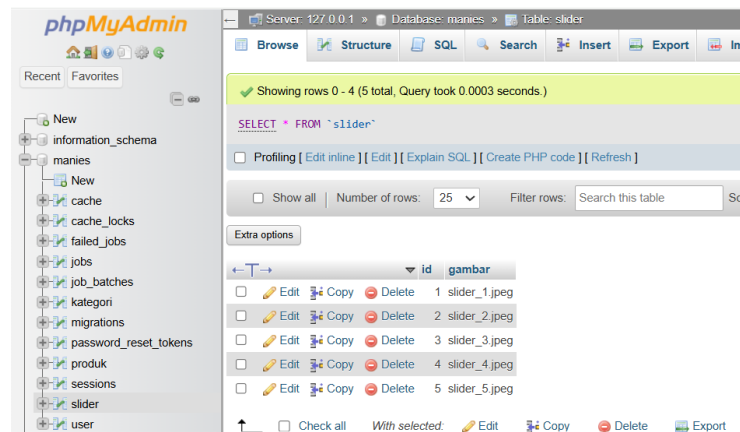 phpMyAdmin
Recent Favorites
New
information_schema
manies
New
cache
cache_locks
failed_jobs
jobs
job_batches
kategori
migrations
password_reset_tokens
produk
sessions
slider
user
Server: 127.0.0.1 » Database: manies » Table: slider
Browse Structure SQL Search Insert Export Im
Showing rows 0 - 4 (5 total, Query took 0.0003 seconds.)
SELECT * FROM `slider`
Profiling [ Edit inline ] [ Edit ] [ Explain SQL ] [ Create PHP code ] [ Refresh ]
Show all Number of rows: 25 Filter rows: Search this table So
Extra options
id gambar
Edit Copy Delete 1 slider_1.jpeg
Edit Copy Delete 2 slider_2.jpeg
Edit Copy Delete 3 slider_3.jpeg
Edit Copy Delete 4 slider_4.jpeg
Edit Copy Delete 5 slider_5.jpeg
Check all With selected: Edit Copy Delete Export